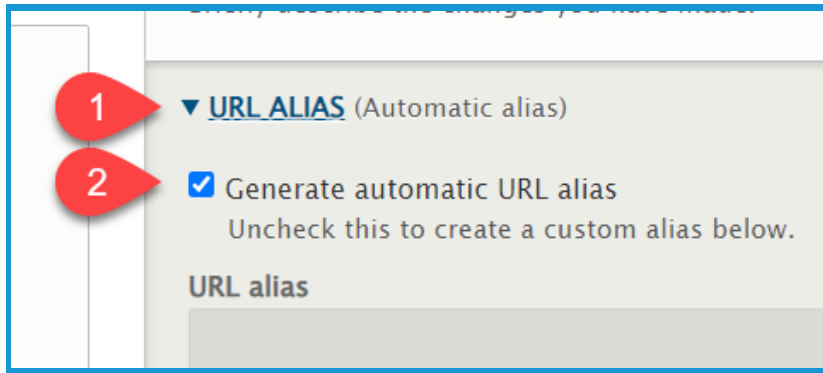 1
▼ URL ALIAS (Automatic alias)
2
Generate automatic URL alias
Uncheck this to create a custom alias below.
URL alias